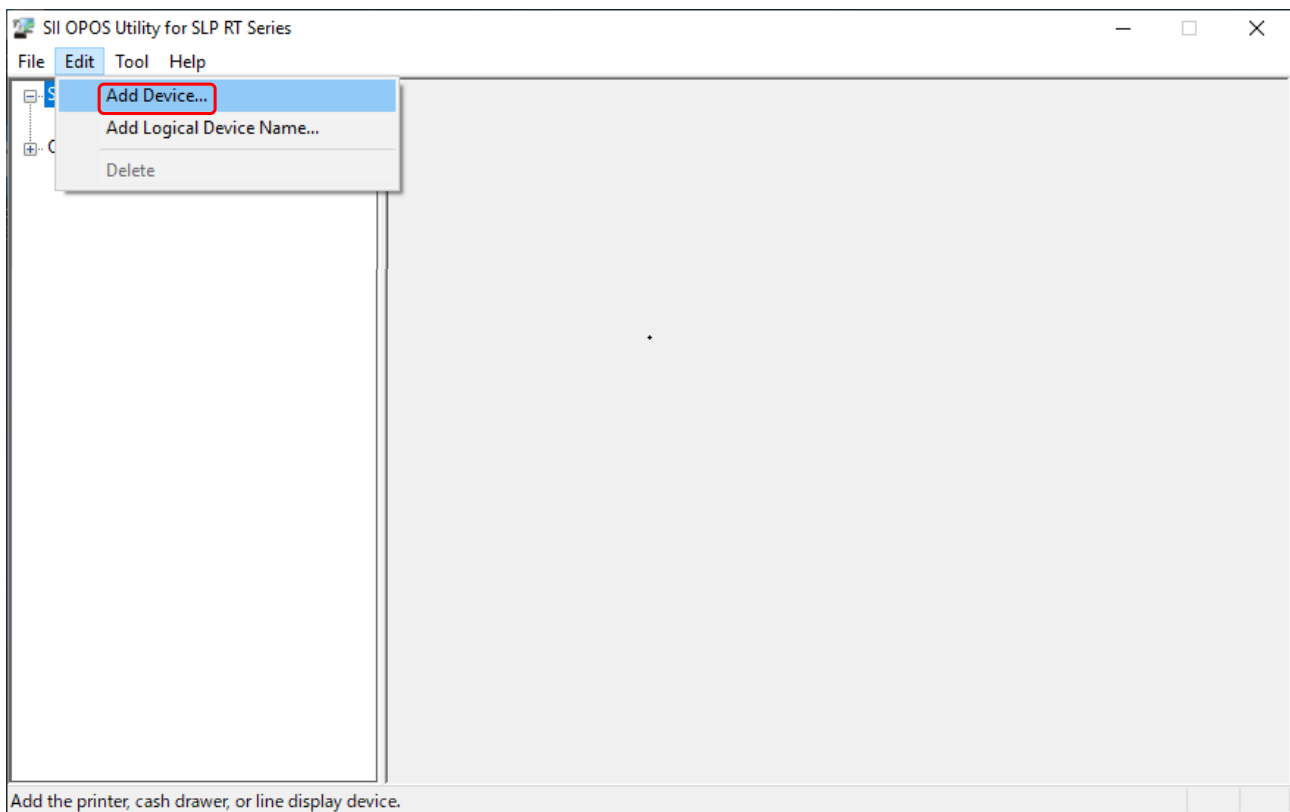 SII OPOS Utility for SLP RT Series
File Edit Tool Help
Add Device...
Add Logical Device Name...
Delete
Add the printer, cash drawer, or line display device.